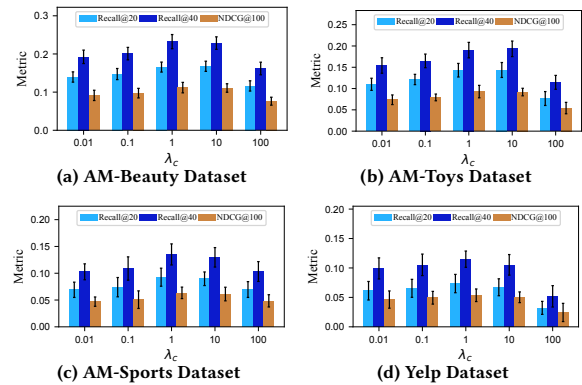 Metric
0.3
0.2
0.1
0.0
Recall@20 Recall@40 NDCG@100
0.01 0.1 1 10 100
λc
(a) AM-Beauty Dataset
Metric
0.25
0.20
0.15
0.10
0.05
0.00
Recall@20 Recall@40 NDCG@100
0.01 0.1 1 10 100
λc
(b) AM-Toys Dataset
Metric
0.20
0.15
0.10
0.05
0.00
Recall@20 Recall@40 NDCG@100
0.01 0.1 1 10 100
λc
(c) AM-Sports Dataset
Metric
0.20
0.15
0.10
0.05
0.00
Recall@20 Recall@40 NDCG@100
0.01 0.1 1 10 100
λc
(d) Yelp Dataset